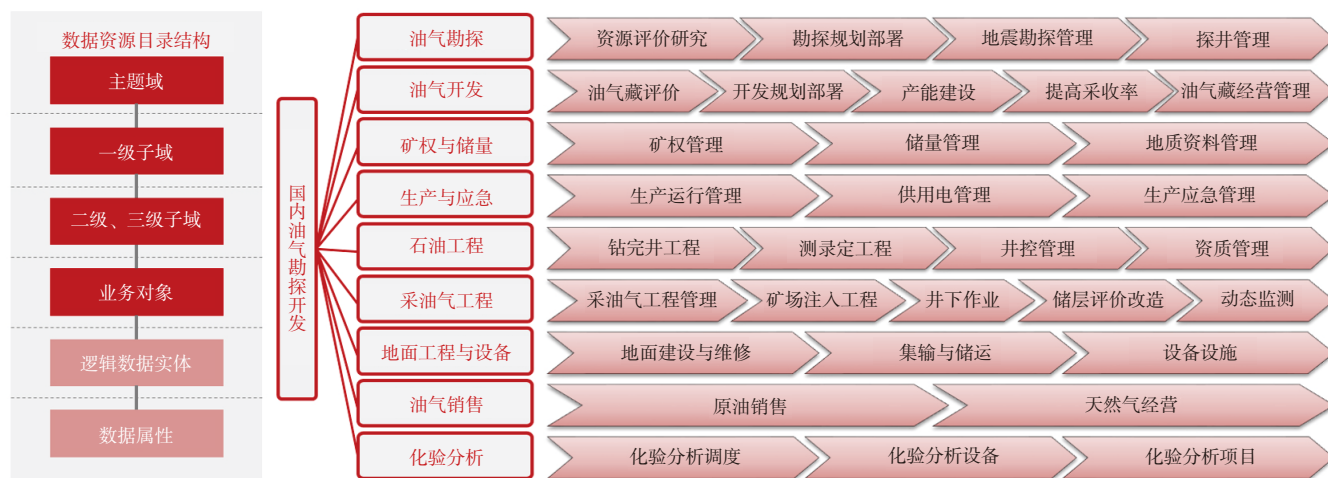 数据资源目录结构
主题域
一级子域
二级、三级子域
业务对象
逻辑数据实体
数据属性
国内油气勘探开发
油气勘探
资源评价研究
勘探规划部署
地震勘探管理
探井管理
油气开发
油气藏评价
开发规划部署
产能建设
提高采收率
油气藏经营管理
矿权与储量
矿权管理
储量管理
地质资料管理
生产与应急
生产运行管理
供用电管理
生产应急管理
石油工程
钻完井工程
测录定工程
井控管理
资质管理
采油气工程
采油气工程管理
矿场注入工程
井下作业
储层评价改造
动态监测
地面工程与设备
地面建设与维修
集输与储运
设备设施
油气销售
原油销售
天然气经营
化验分析
化验分析调度
化验分析设备
化验分析项目